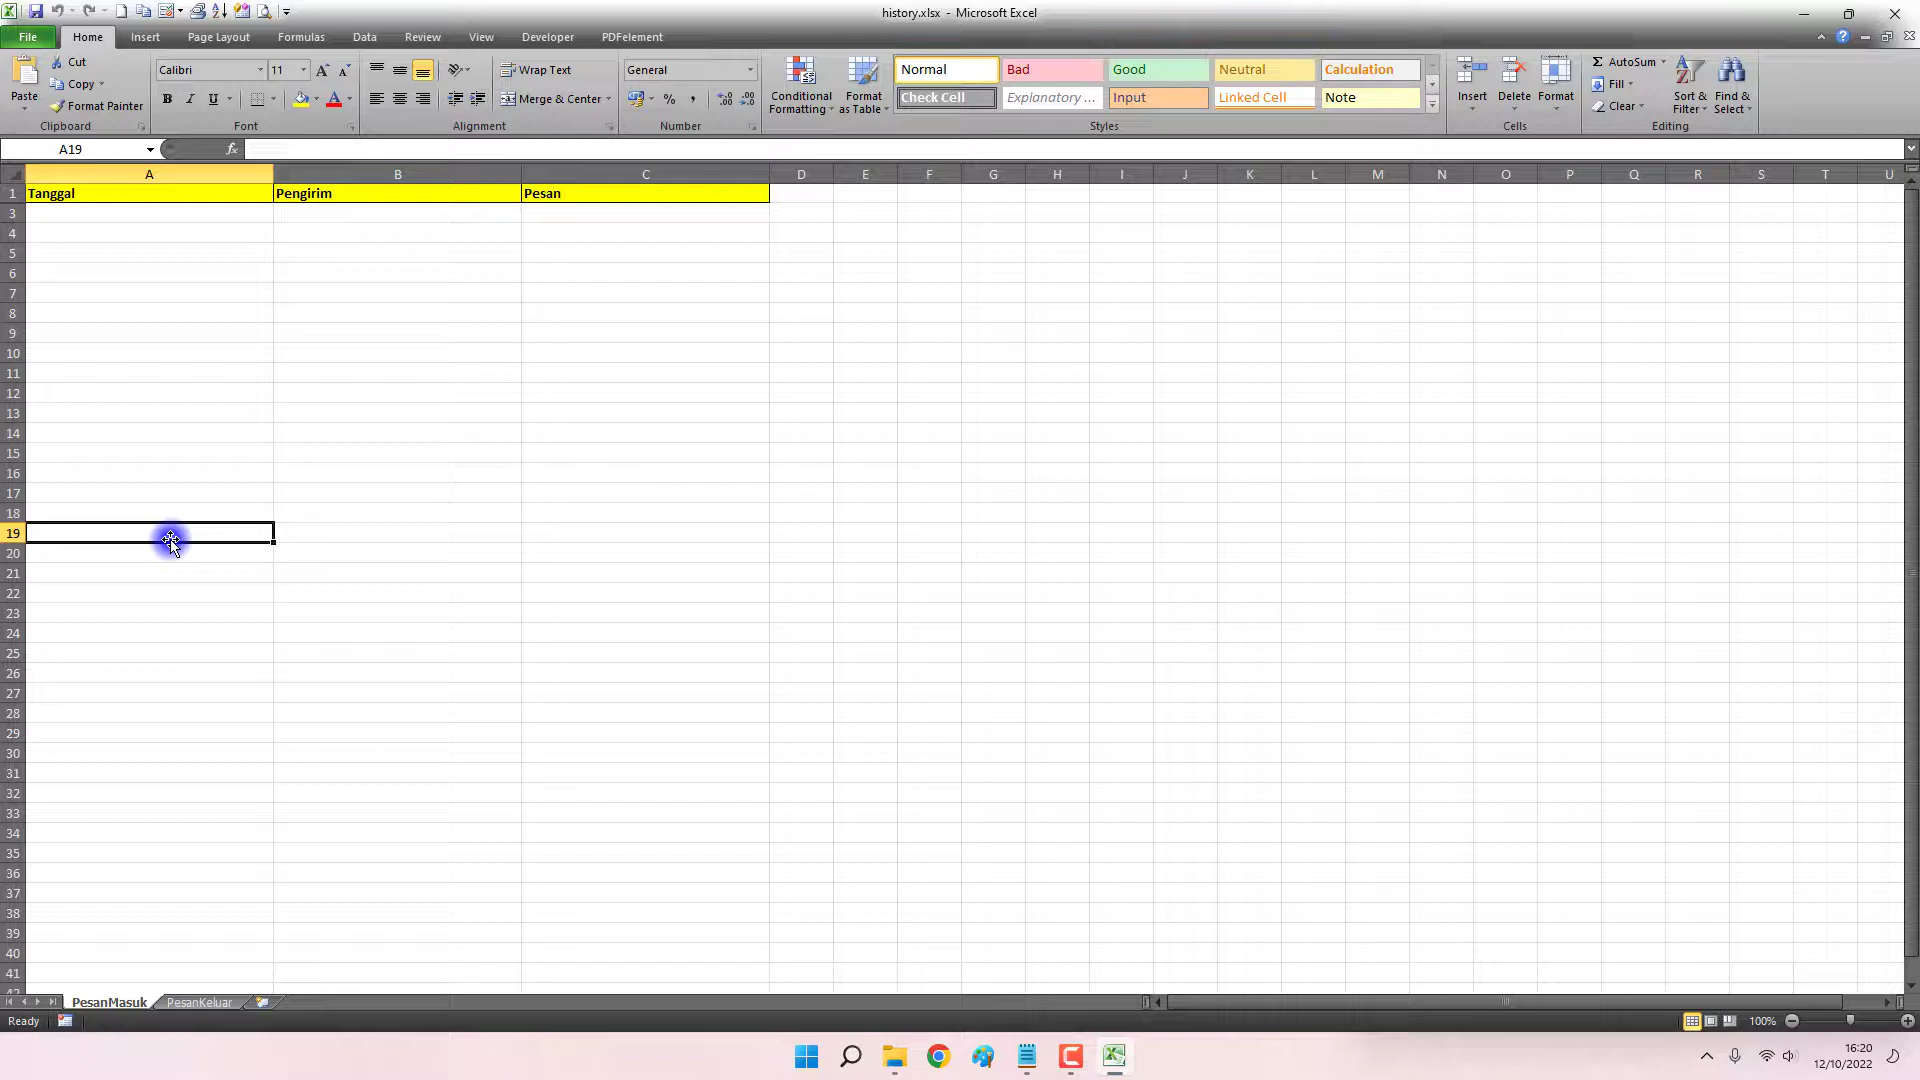 history.xlsx - Microsoft Excel
File Home Insert Page Layout Formulas Data Review View Developer PDFelement
Paste
Cut
Copy
Format Painter
Clipboard
Calibri 11
B I U
Font
Wrap Text
Merge & Center
Alignment
General
% ,
Number
Conditional Formatting
Format as Table
Normal Bad Good Neutral Calculation
Check Cell Explanatory ... Input Linked Cell Note
Styles
Insert Delete Format
Cells
Σ AutoSum
Fill
Clear
Sort & Filter
Find & Select
Editing
A19 fx
A B C D E F G H I J K L M N O P Q R S T U
1 Tanggal Pengirim Pesan
3
4
5
6
7
8
9
10
11
12
13
14
15
16
17
18
19
20
21
22
23
24
25
26
27
28
29
30
31
32
33
34
35
36
37
38
39
40
41
42
PesanMasuk PesanKeluar
Ready 100%
16:20
12/10/2022